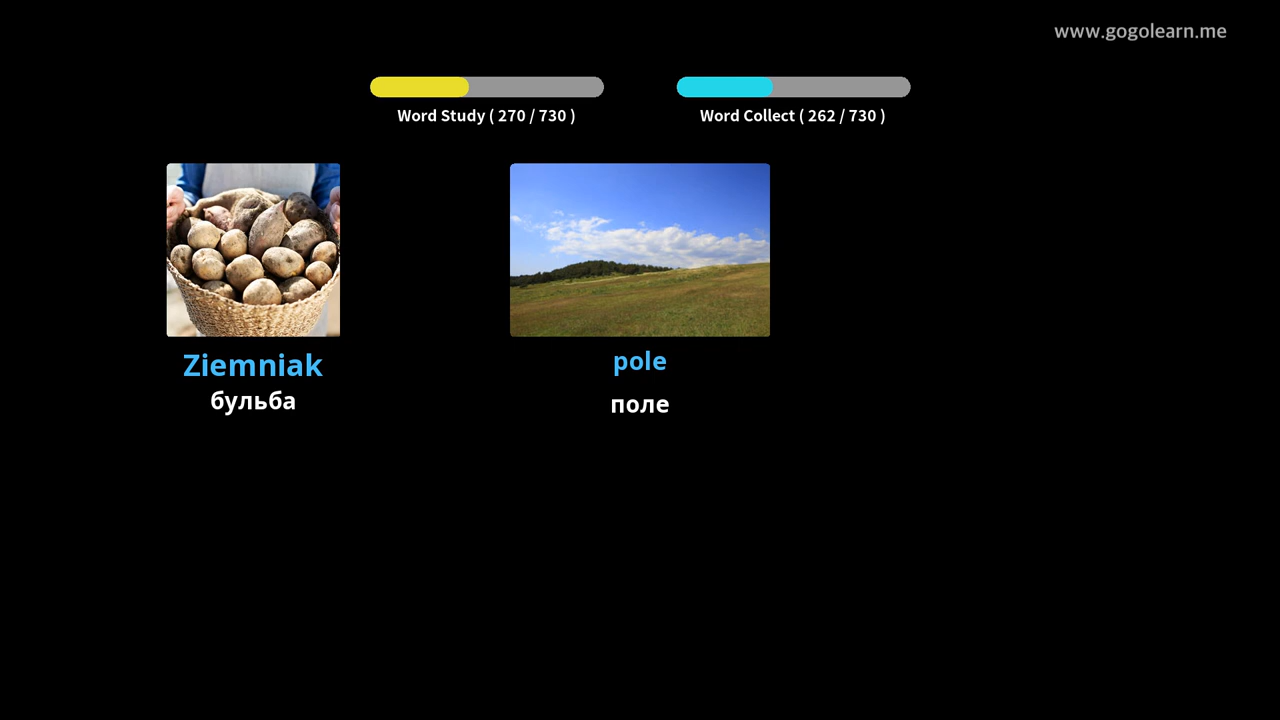 www.gogolearn.me
Word Study ( 270 / 730 )
Word Collect ( 262 / 730 )
Ziemniak
бульба
pole
поле